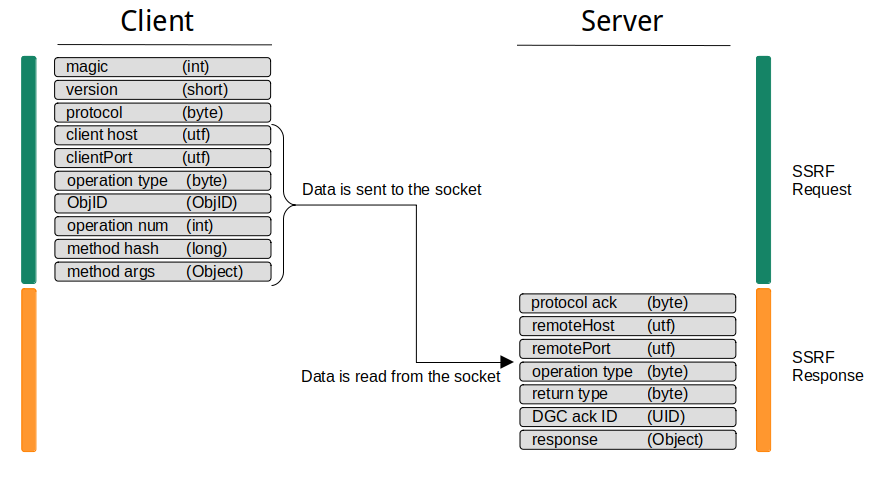 Client
Server
magic (int)
version (short)
protocol (byte)
client host (utf)
clientPort (utf)
operation type (byte)
ObjID (ObjID)
operation num (int)
method hash (long)
method args (Object)
Data is sent to the socket
SSRF
Request
protocol ack (byte)
remoteHost (utf)
remotePort (utf)
operation type (byte)
return type (byte)
DGC ack ID (UID)
response (Object)
Data is read from the socket
SSRF
Response